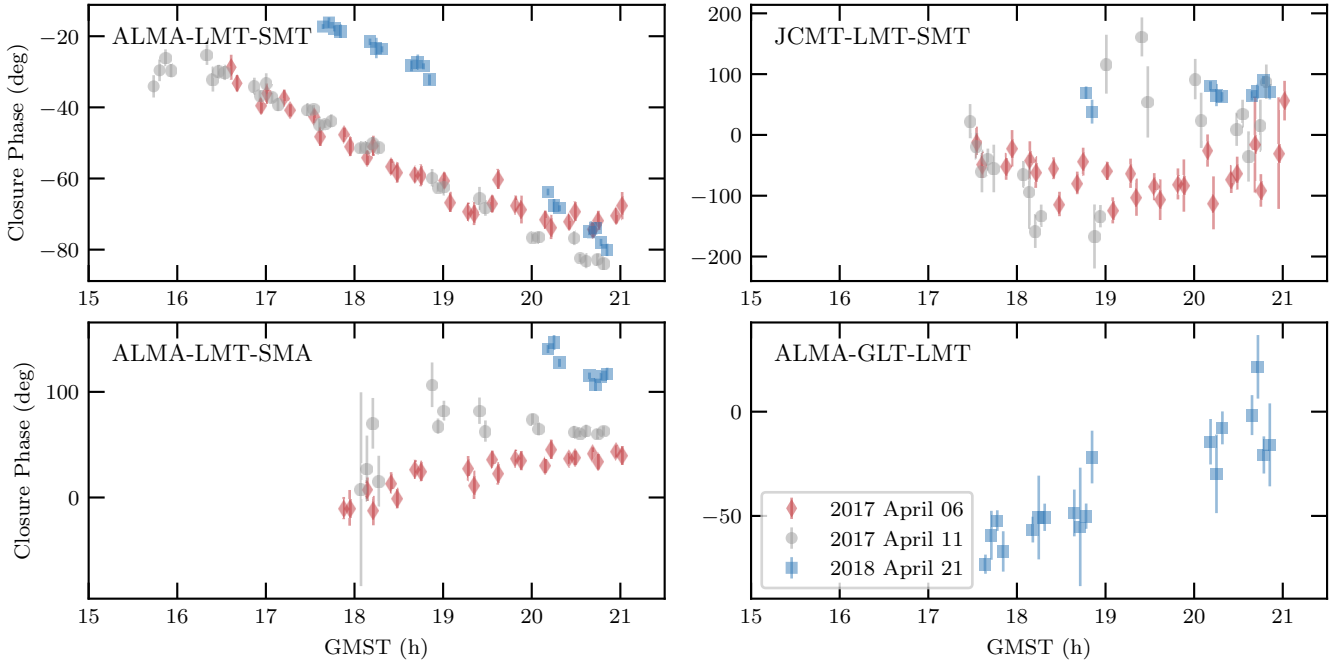 ALMA-LMT-SMT
Closure Phase (deg)
−20
−40
−60
−80
15 16 17 18 19 20 21
JCMT-LMT-SMT
200
100
0
−100
−200
15 16 17 18 19 20 21
ALMA-LMT-SMA
Closure Phase (deg)
100
0
15 16 17 18 19 20 21
GMST (h)
ALMA-GLT-LMT
0
−50
2017 April 06
2017 April 11
2018 April 21
15 16 17 18 19 20 21
GMST (h)